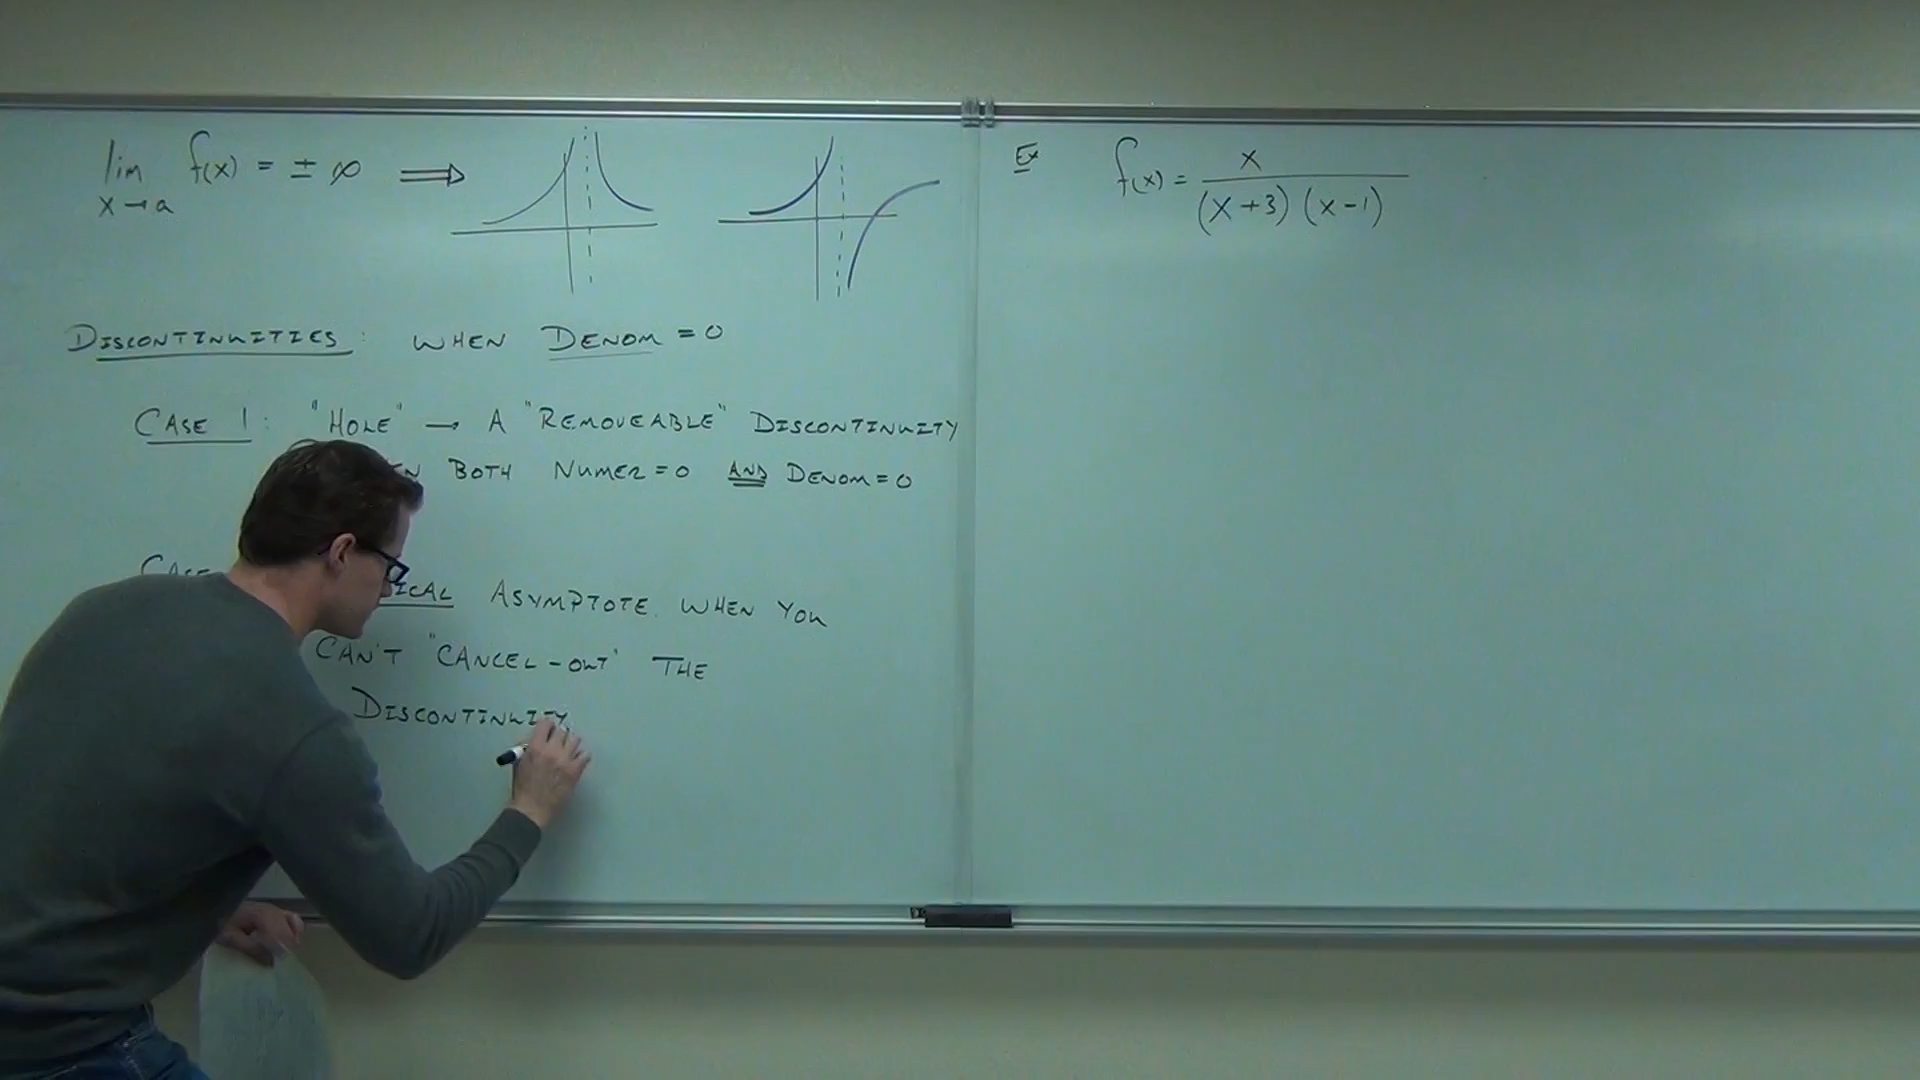 lim f(x) = ± ∞ ⟹
x→a
DISCONTINUITIES: WHEN DENOM = 0
CASE 1: "HOLE" → A "REMOVEABLE" DISCONTINUITY
BOTH NUMER = 0 AND DENOM = 0
CASE ASYMPTOTE. WHEN YOU
CAN'T "CANCEL-OUT" THE
DISCONTINUITY
Ex f(x) = x
(x+3) (x-1)